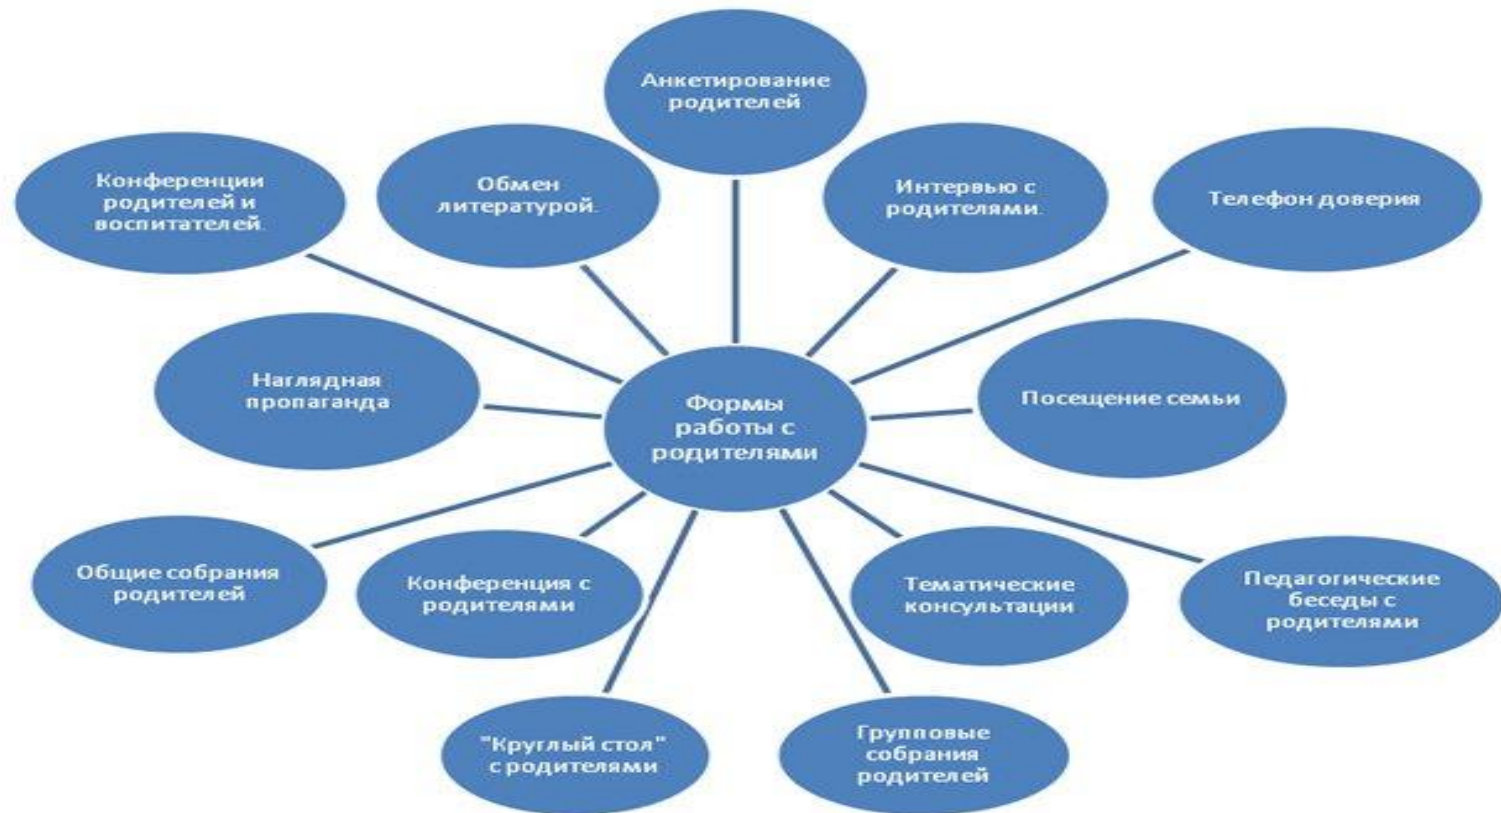 Анкетирование
родителей
Конференции
родителей и
воспитателей.
Обмен
литературой.
Интервью с
родителями.
Телефон доверия
Наглядная
пропаганда
Формы
работы с
родителями
Посещение семьи
Общие собрания
родителей
Конференция с
родителями
Тематические
консультации
Педагогические
беседы с
родителями
"Круглый стол"
с родителями
Групповые
собрания
родителей